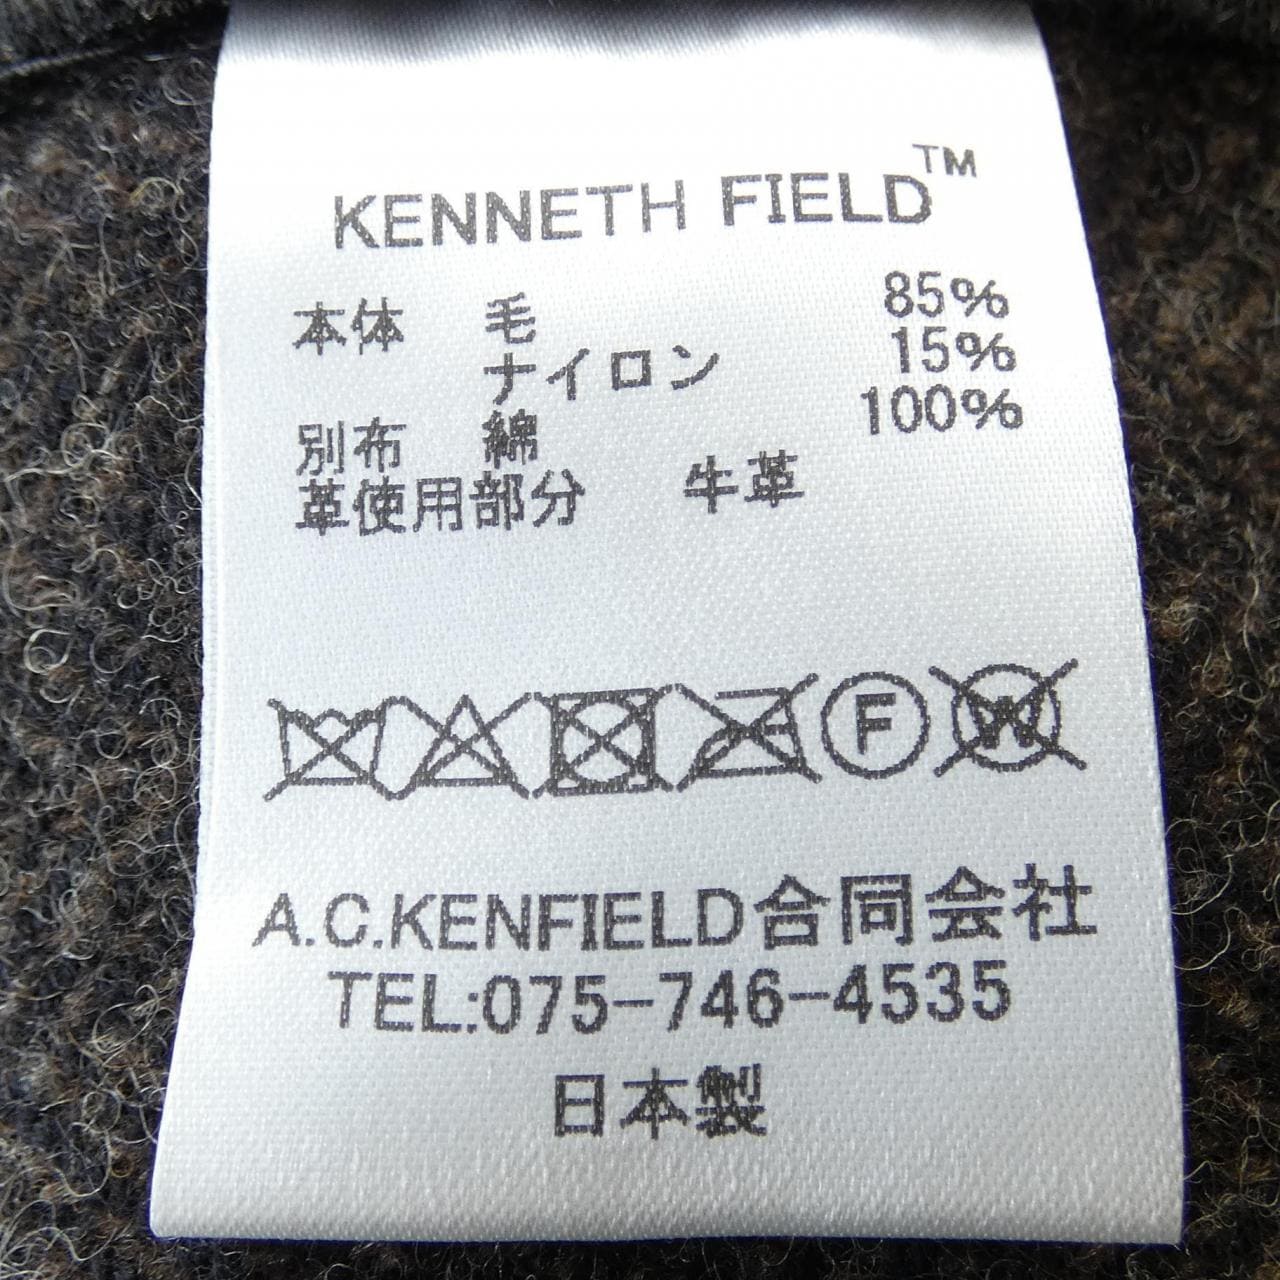 KENNETH FIELD™
本体 毛 85%
ナイロン 15%
別布 綿 100%
革使用部分 牛革
F W
A.C.KENFIELD合同会社
TEL:075-746-4535
日本製